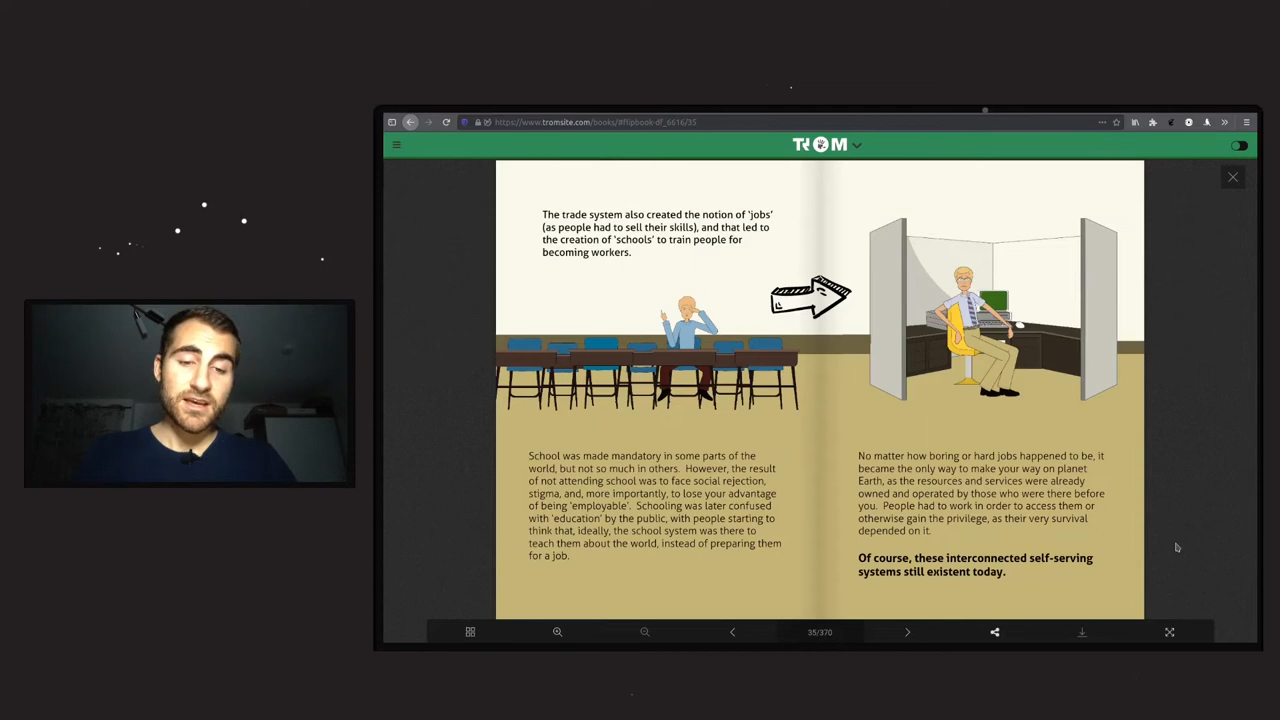 https://www.tromsite.com/books/#flipbook-df_6616/35
TROM
The trade system also created the notion of 'jobs'
(as people had to sell their skills), and that led to
the creation of 'schools' to train people for
becoming workers.
School was made mandatory in some parts of the
world, but not so much in others. However, the result
of not attending school was to face social rejection,
stigma, and, more importantly, to lose your advantage
of being 'employable'. Schooling was later confused
with 'education' by the public, with people starting to
think that, ideally, the school system was there to
teach them about the world, instead of preparing them
for a job.
No matter how boring or hard jobs happened to be, it
became the only way to make your way on planet
Earth, as the resources and services were already
owned and operated by those who were there before
you. People had to work in order to access them or
otherwise gain the privilege, as their very survival
depended on it.
Of course, these interconnected self-serving
systems still existent today.
35/370